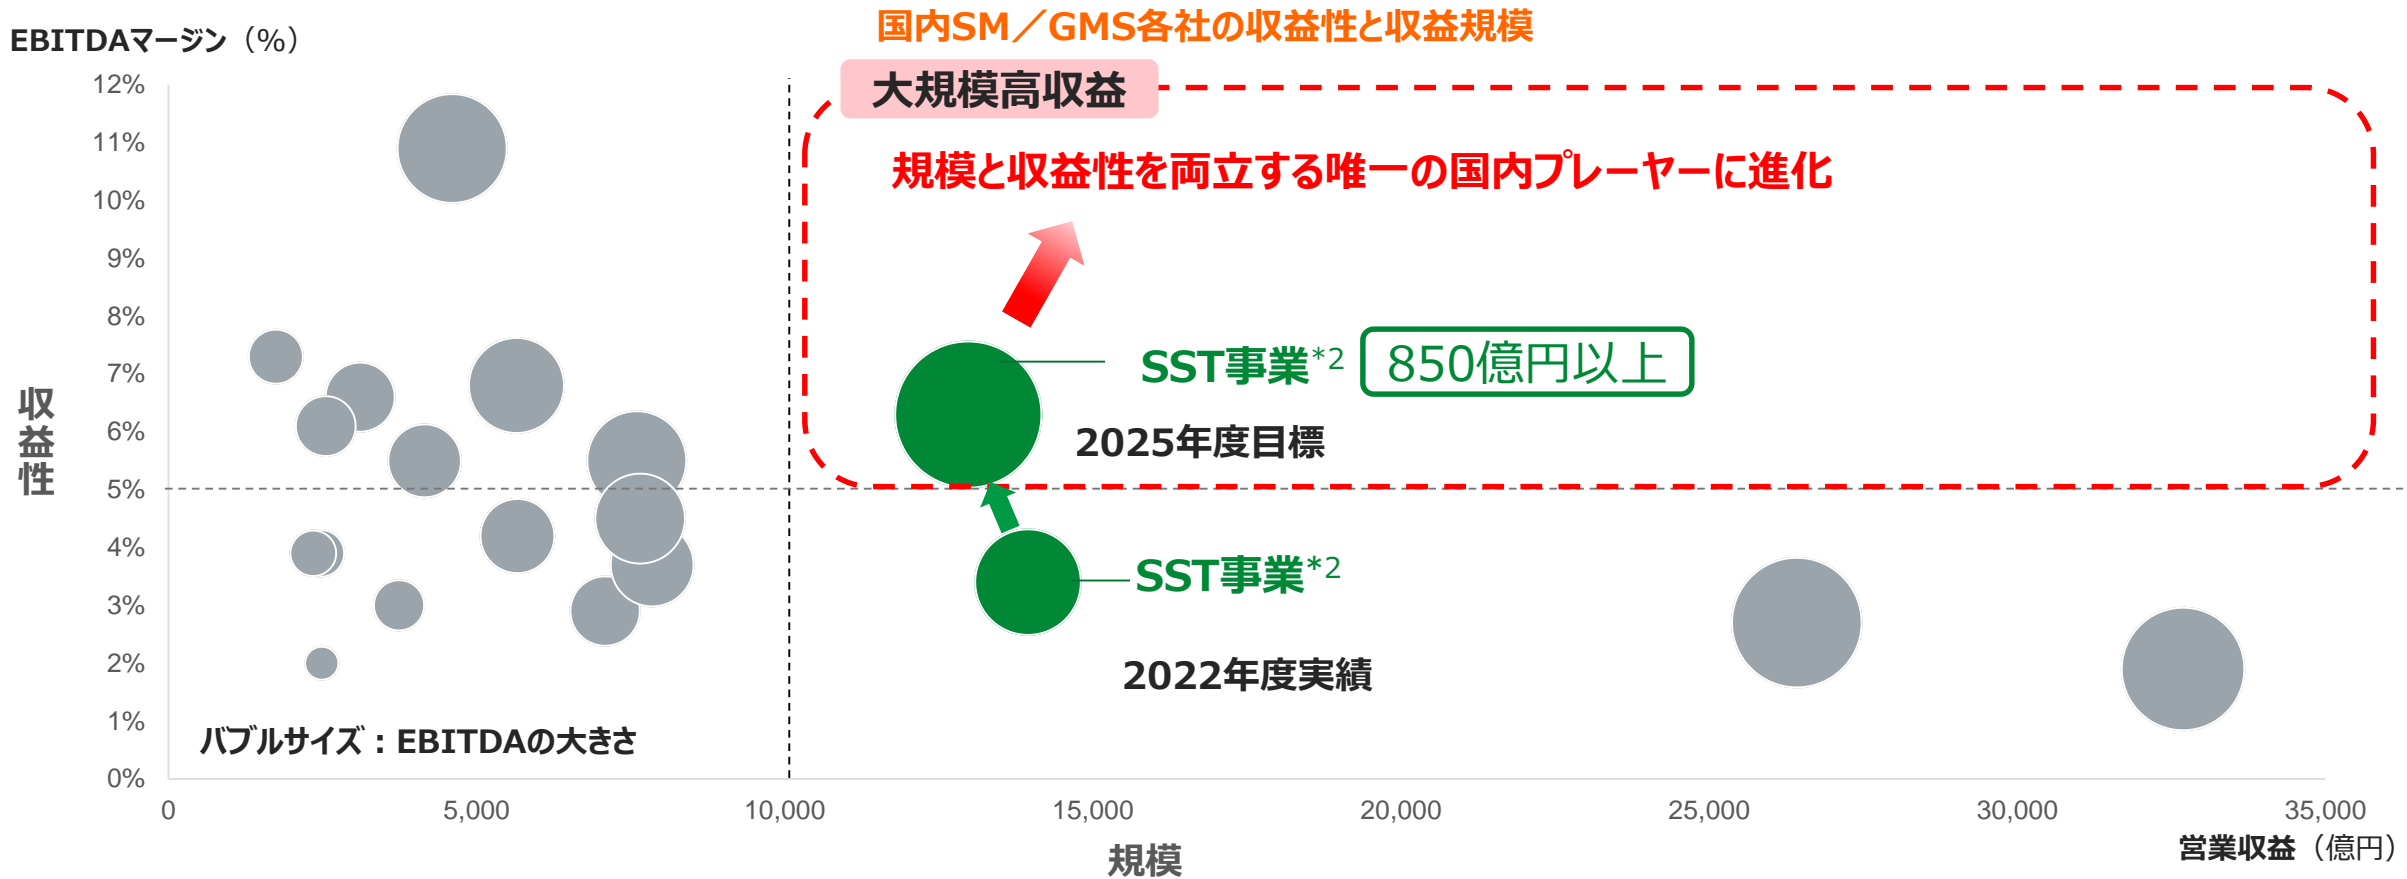 国内SM／GMS各社の収益性と収益規模
EBITDAマージン（%）
大規模高収益
規模と収益性を両立する唯一の国内プレーヤーに進化
12%
11%
10%
9%
8%
7%
6%
5%
4%
3%
2%
1%
0%
収益性
SST事業*2
850億円以上
2025年度目標
SST事業*2
2022年度実績
バブルサイズ：EBITDAの大きさ
0
5,000
10,000
15,000
20,000
25,000
30,000
35,000
規模
営業収益（億円）